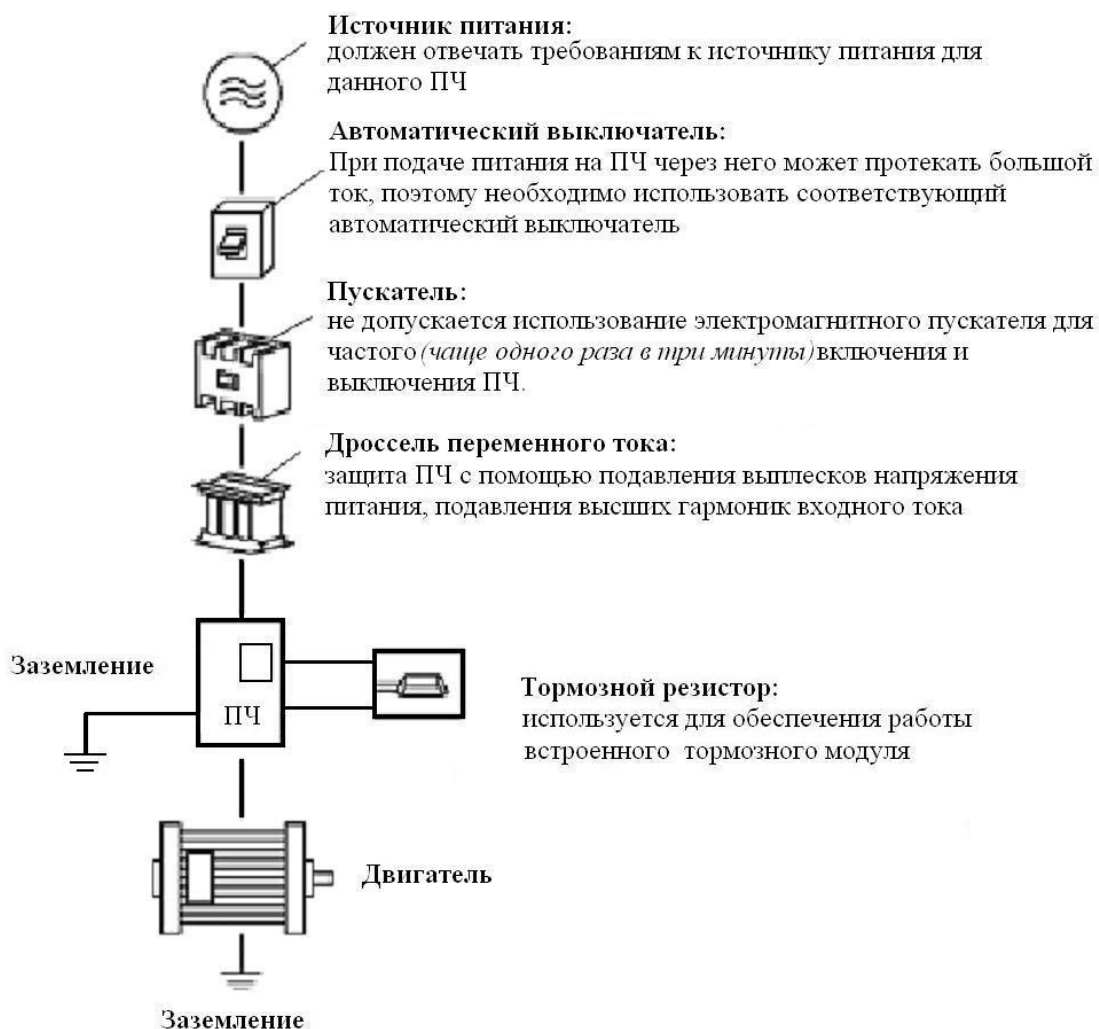 Источник питания:
должен отвечать требованиям к источнику питания для
данного ПЧ
Автоматический выключатель:
При подаче питания на ПЧ через него может протекать большой
ток, поэтому необходимо использовать соответствующий
автоматический выключатель
Пускатель:
не допускается использование электромагнитного пускателя для
частого (чаще одного раза в три минуты) включения и
выключения ПЧ.
Дроссель переменного тока:
защита ПЧ с помощью подавления выплесков напряжения
питания, подавления высших гармоник входного тока
Заземление
ПЧ
Тормозной резистор:
используется для обеспечения работы
встроенного тормозного модуля
Двигатель
Заземление